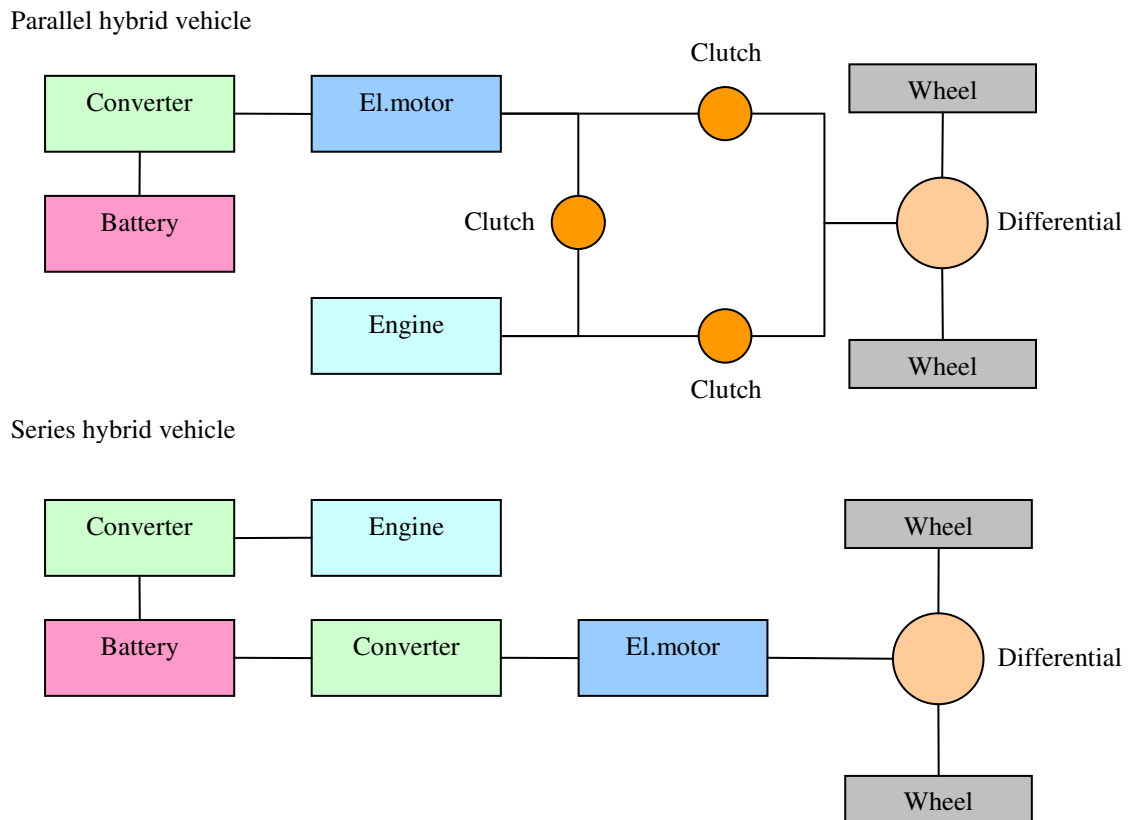 Parallel hybrid vehicle
Clutch
Converter
El.motor
Wheel
Battery
Clutch
Differential
Engine
Wheel
Clutch
Series hybrid vehicle
Converter
Engine
Wheel
Battery
Converter
El.motor
Differential
Wheel